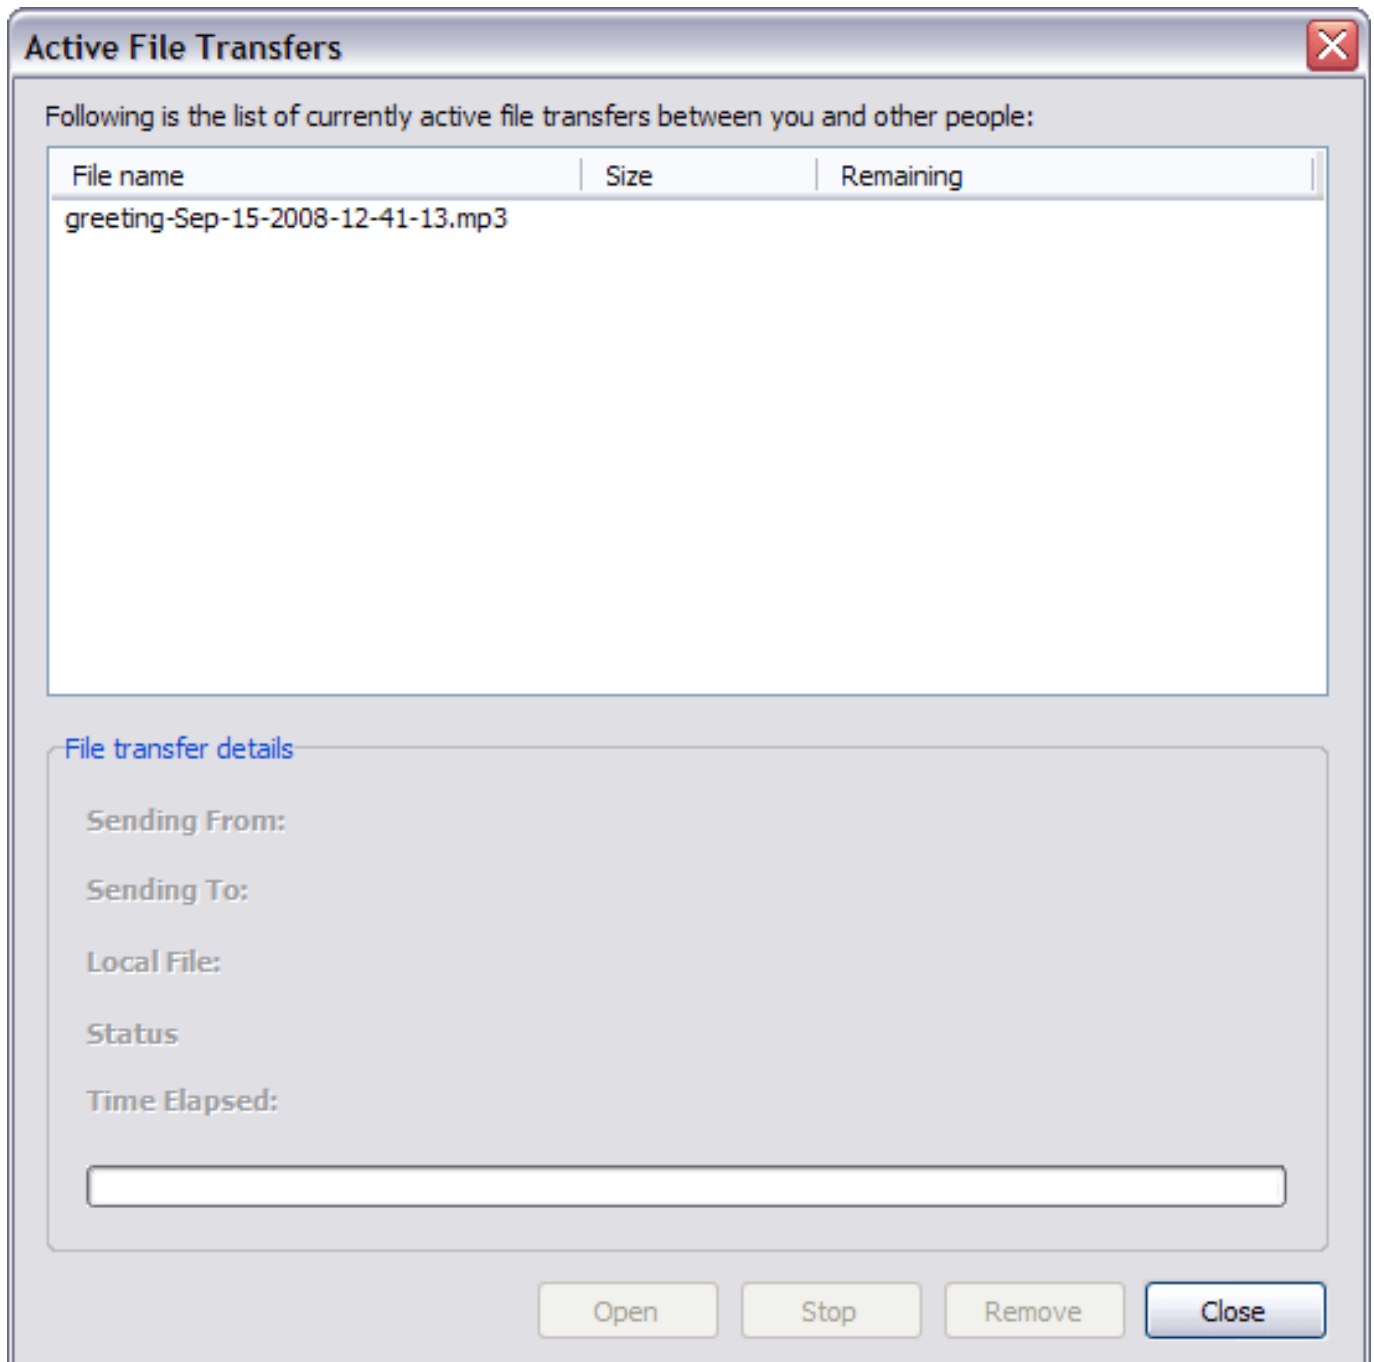 Active File Transfers
Following is the list of currently active file transfers between you and other people:
File name Size Remaining
greeting-Sep-15-2008-12-41-13.mp3
File transfer details
Sending From:
Sending To:
Local File:
Status
Time Elapsed:
Open Stop Remove Close